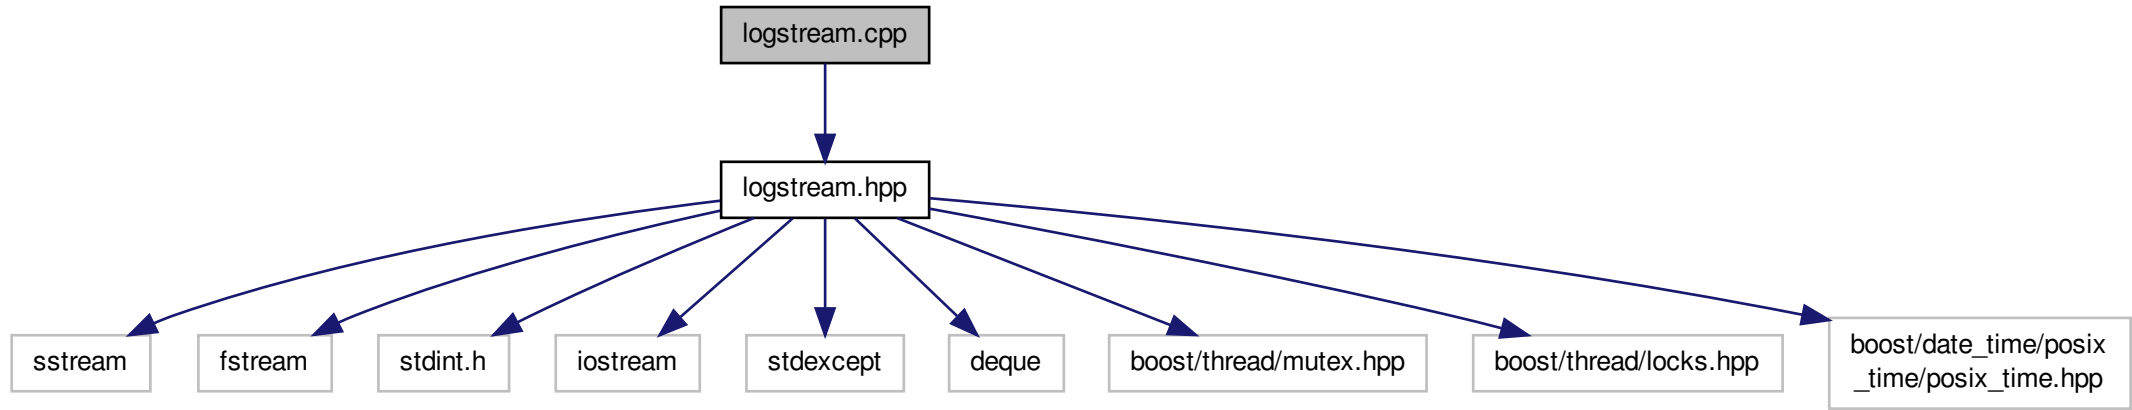 logstream.cpp
logstream.hpp
sstream
fstream
stdint.h
iostream
stdexcept
deque
boost/thread/mutex.hpp
boost/thread/locks.hpp
boost/date_time/posix
_time/posix_time.hpp